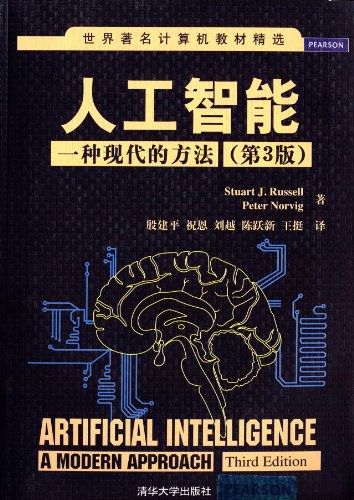 世界著名计算机教材精选
PEARSON
人工智能
一种现代的方法(第3版)
Stuart J. Russell
Peter Norvig
著
殷建平 祝恩 刘越 陈跃新 王挺 译
ARTIFICIAL INTELLIGENCE
A MODERN APPROACH Third Edition
PEARSON
清华大学出版社